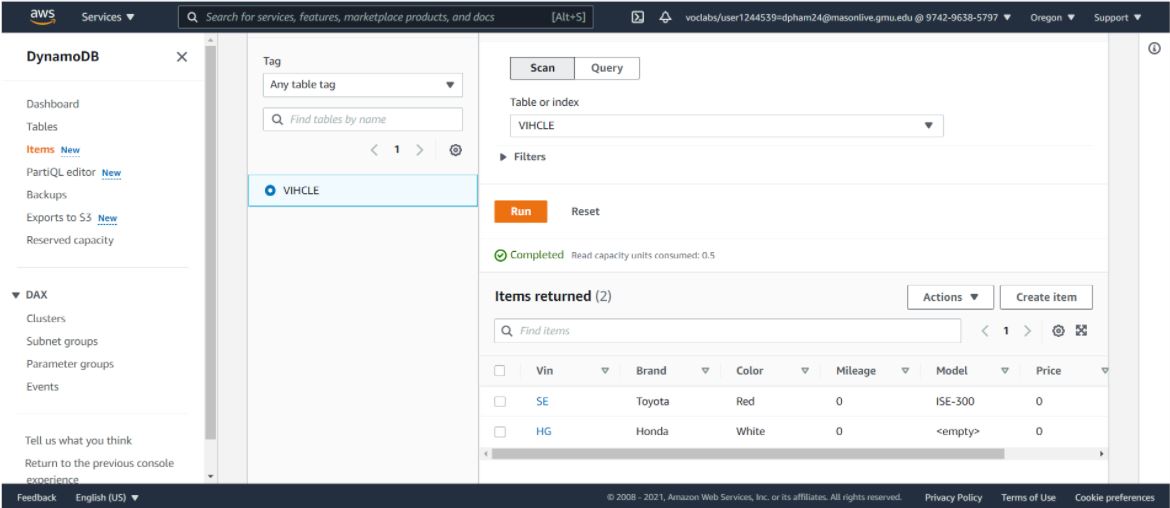 aws Services Search for services, features, marketplace products, and docs [Alt+S] voclabs/user1244539=dpham24@masonlive.gmu.edu @ 9742-9638-5797 Oregon Support
DynamoDB
Dashboard
Tables
Items New
PartiQL editor New
Backups
Exports to S3 New
Reserved capacity
DAX
Clusters
Subnet groups
Parameter groups
Events
Tell us what you think
Return to the previous console
experience
Tag
Any table tag
Find tables by name
1
VIHCLE
Scan Query
Table or index
VIHCLE
Filters
Run Reset
Completed Read capacity units consumed: 0.5
Items returned (2) Actions Create item
Find items 1
Vin Brand Color Mileage Model Price
SE Toyota Red 0 ISE-300 0
HG Honda White 0 <empty> 0
Feedback English (US) © 2008 - 2021, Amazon Web Services, Inc. or its affiliates. All rights reserved. Privacy Policy Terms of Use Cookie preferences